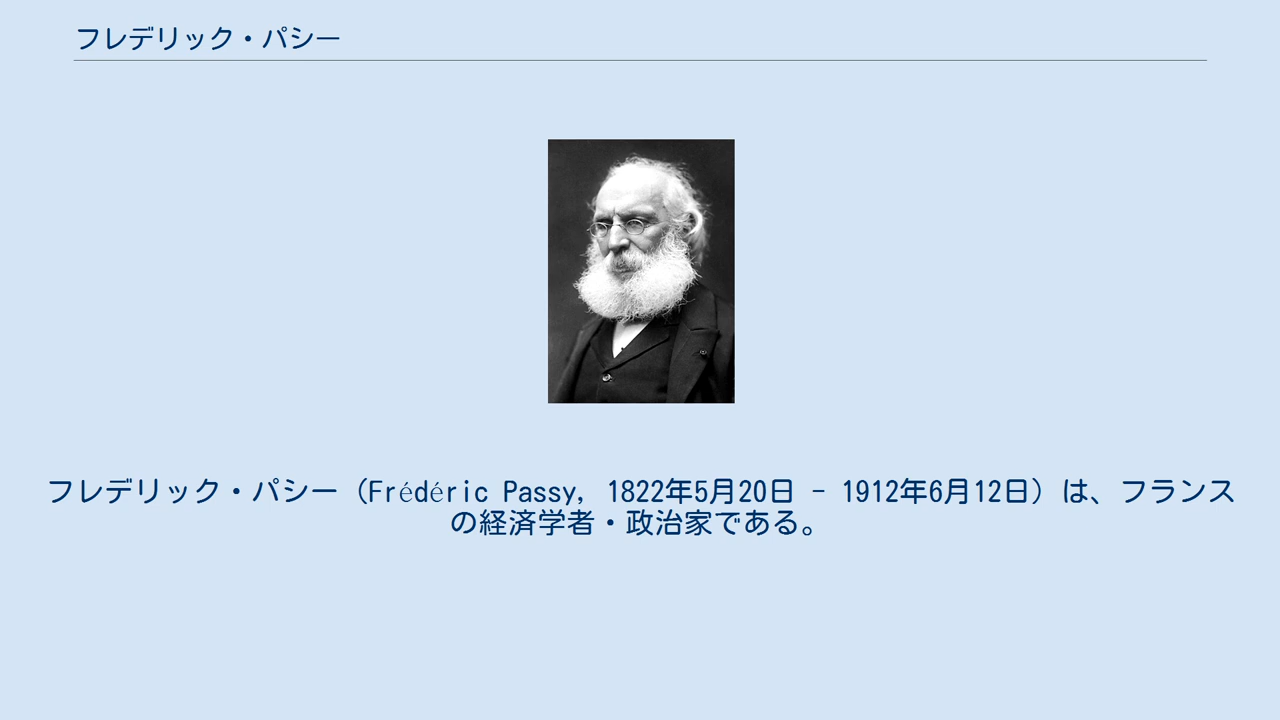 フレデリック・パシー
フレデリック・パシー（Frédéric Passy, 1822年5月20日 - 1912年6月12日）は、フランス
の経済学者・政治家である。